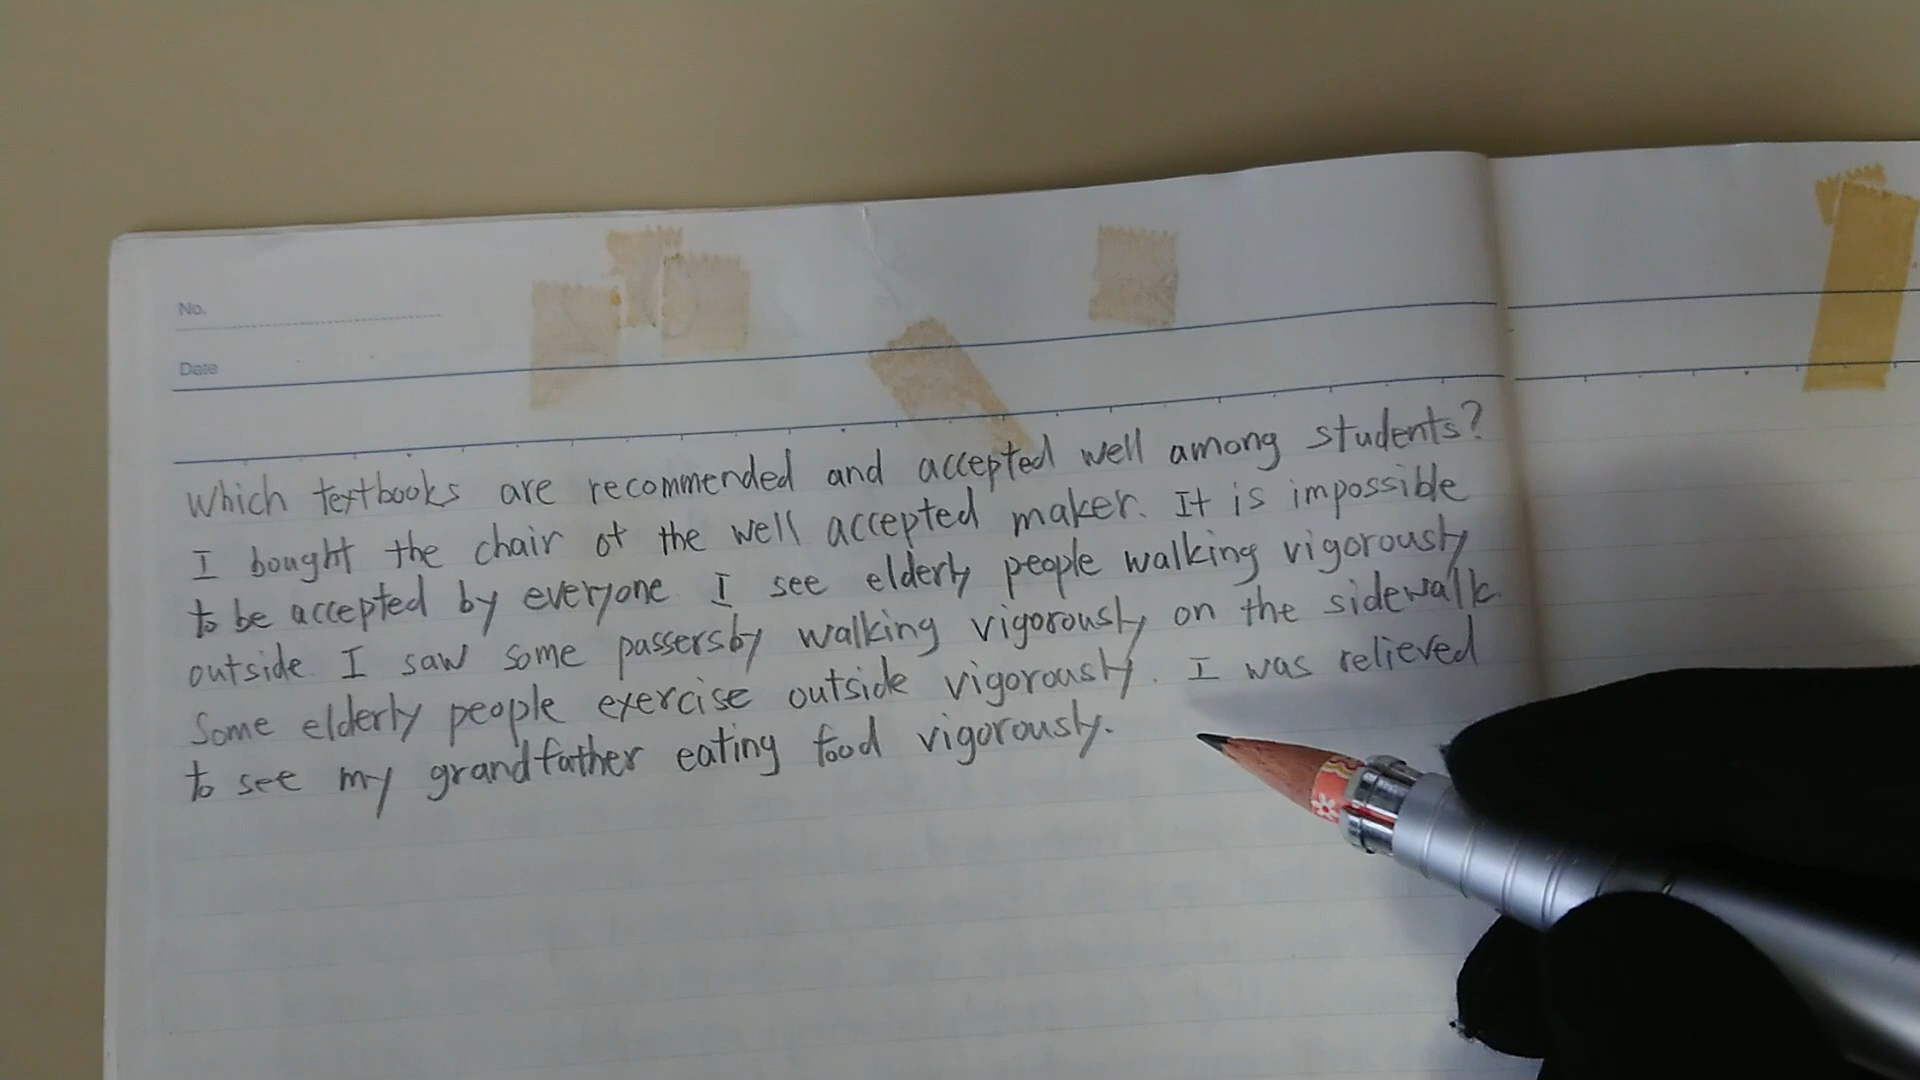 No.
Date
Which textbooks are recommended and accepted well among students?
I bought the chair of the well accepted maker. It is impossible
to be accepted by everyone. I see elderly people walking vigorously
outside. I saw some passersby walking vigorously on the sidewalk.
Some elderly people exercise outside vigorously. I was relieved
to see my grandfather eating food vigorously.